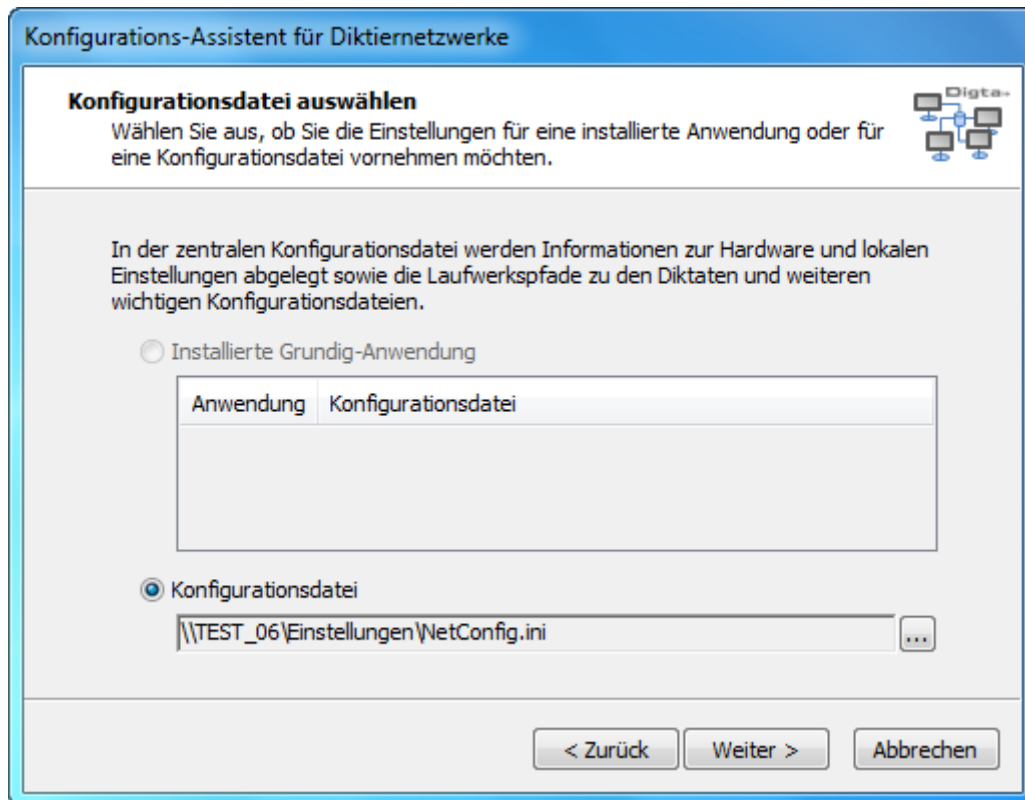 Konfigurations-Assistent für Diktiernetzwerke
Konfigurationsdatei auswählen
Digta
Wählen Sie aus, ob Sie die Einstellungen für eine installierte Anwendung oder für
eine Konfigurationsdatei vornehmen möchten.
In der zentralen Konfigurationsdatei werden Informationen zur Hardware und lokalen
Einstellungen abgelegt sowie die Laufwerkspfade zu den Diktaten und weiteren
wichtigen Konfigurationsdateien.
Installierte Grundig-Anwendung
Anwendung Konfigurationsdatei
Konfigurationsdatei
\\TEST_06\Einstellungen\NetConfig.ini
...
< Zurück Weiter > Abbrechen